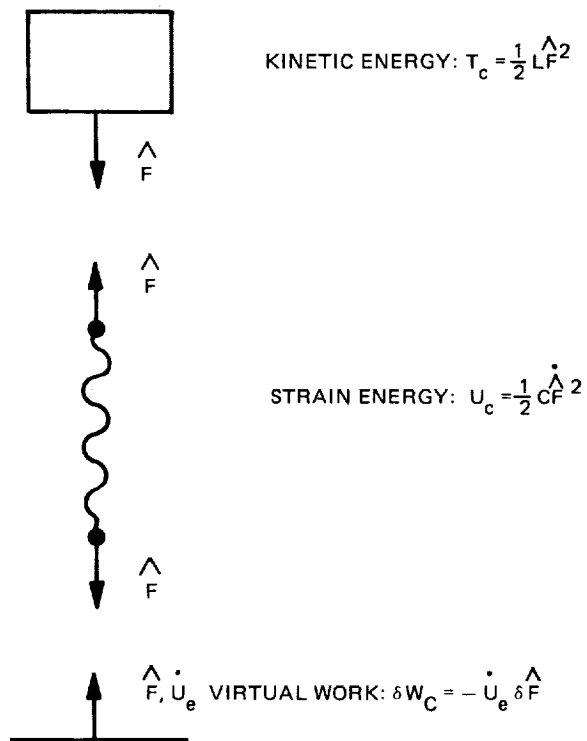 KINETIC ENERGY: T_c = 1/2 LF̂²
F̂
F̂
STRAIN ENERGY: U_c = 1/2 CF̂̇ ²
F̂
F̂, U̇_e VIRTUAL WORK: δW_C = − U̇_e δF̂